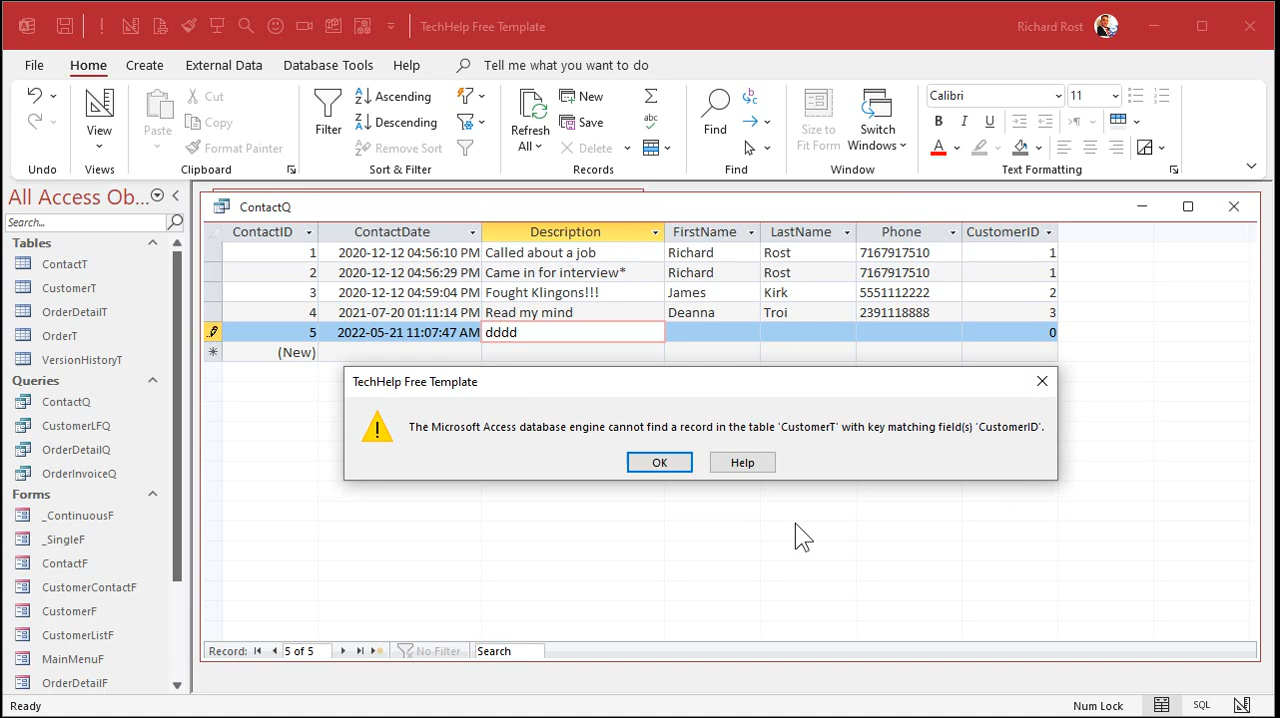 TechHelp Free Template
Richard Rost
File Home Create External Data Database Tools Help Tell me what you want to do
Undo
View
Views
Paste
Cut
Copy
Format Painter
Clipboard
Filter
Ascending
Descending
Remove Sort
Sort & Filter
Refresh All
New
Save
Delete
Records
Find
Find
Size to Fit Form
Switch Windows
Window
Calibri 11
B I U
A
Text Formatting
All Access Ob...
Search...
Tables
ContactT
CustomerT
OrderDetailT
OrderT
VersionHistoryT
Queries
ContactQ
CustomerLFQ
OrderDetailQ
OrderInvoiceQ
Forms
_ContinuousF
_SingleF
ContactF
CustomerContactF
CustomerF
CustomerListF
MainMenuF
OrderDetailF
ContactQ
ContactID ContactDate Description FirstName LastName Phone CustomerID
1 2020-12-12 04:56:10 PM Called about a job Richard Rost 7167917510 1
2 2020-12-12 04:56:29 PM Came in for interview* Richard Rost 7167917510 1
3 2020-12-12 04:59:04 PM Fought Klingons!!! James Kirk 5551112222 2
4 2021-07-20 01:11:14 PM Read my mind Deanna Troi 2391118888 3
5 2022-05-21 11:07:47 AM dddd 0
(New)
TechHelp Free Template
The Microsoft Access database engine cannot find a record in the table 'CustomerT' with key matching field(s) 'CustomerID'.
OK Help
Record: 5 of 5 No Filter Search
Ready
Num Lock SQL